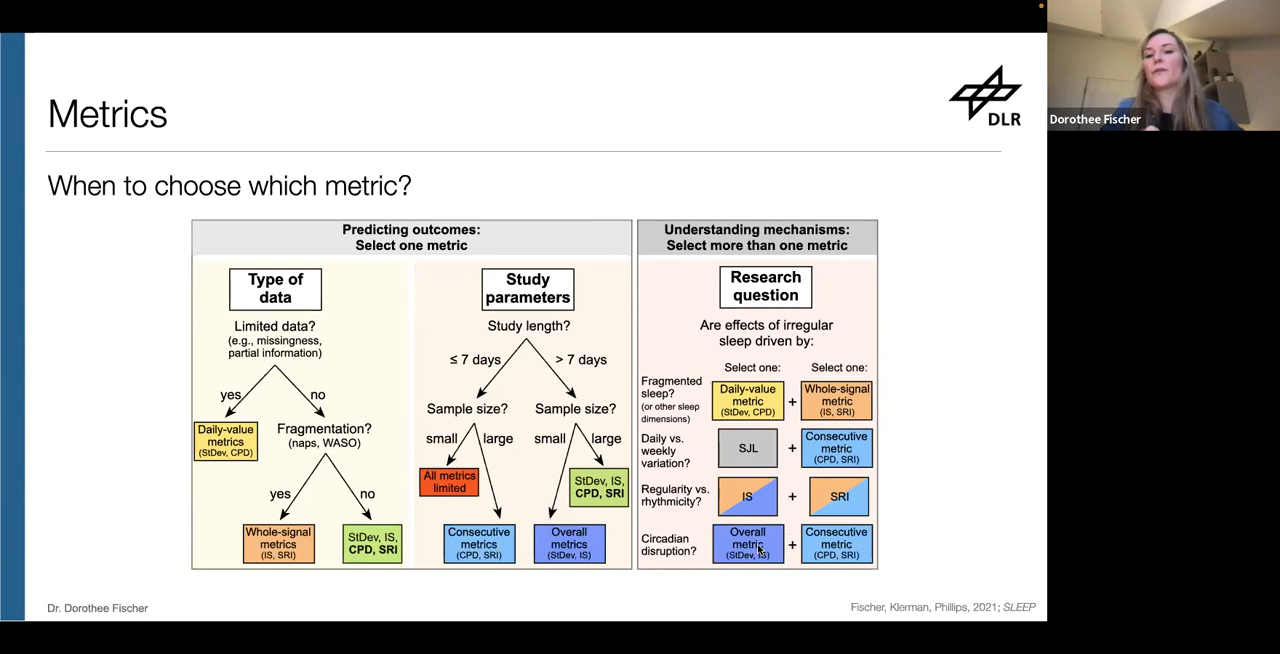 Metrics
DLR
Dorothee Fischer
When to choose which metric?
Predicting outcomes:
Select one metric
Type of
data
Limited data?
(e.g., missingness,
partial information)
yes
no
Daily-value
metrics
(StDev, CPD)
Fragmentation?
(naps, WASO)
yes
no
Whole-signal
metrics
(IS, SRI)
StDev, IS,
CPD, SRI
Study
parameters
Study length?
≤ 7 days
> 7 days
Sample size?
Sample size?
small
large
small
large
All metrics
limited
StDev, IS,
CPD, SRI
Consecutive
metrics
(CPD, SRI)
Overall
metrics
(StDev, IS)
Understanding mechanisms:
Select more than one metric
Research
question
Are effects of irregular
sleep driven by:
Select one:
Select one:
Fragmented
sleep?
(or other sleep
dimensions)
Daily-value
metric
(StDev, CPD)
+
Whole-signal
metric
(IS, SRI)
Daily vs.
weekly
variation?
SJL
+
Consecutive
metric
(CPD, SRI)
Regularity vs.
rhythmicity?
IS
+
SRI
Circadian
disruption?
Overall
metric
(StDev, IS)
+
Consecutive
metric
(CPD, SRI)
Dr. Dorothee Fischer
Fischer, Klerman, Phillips, 2021; SLEEP